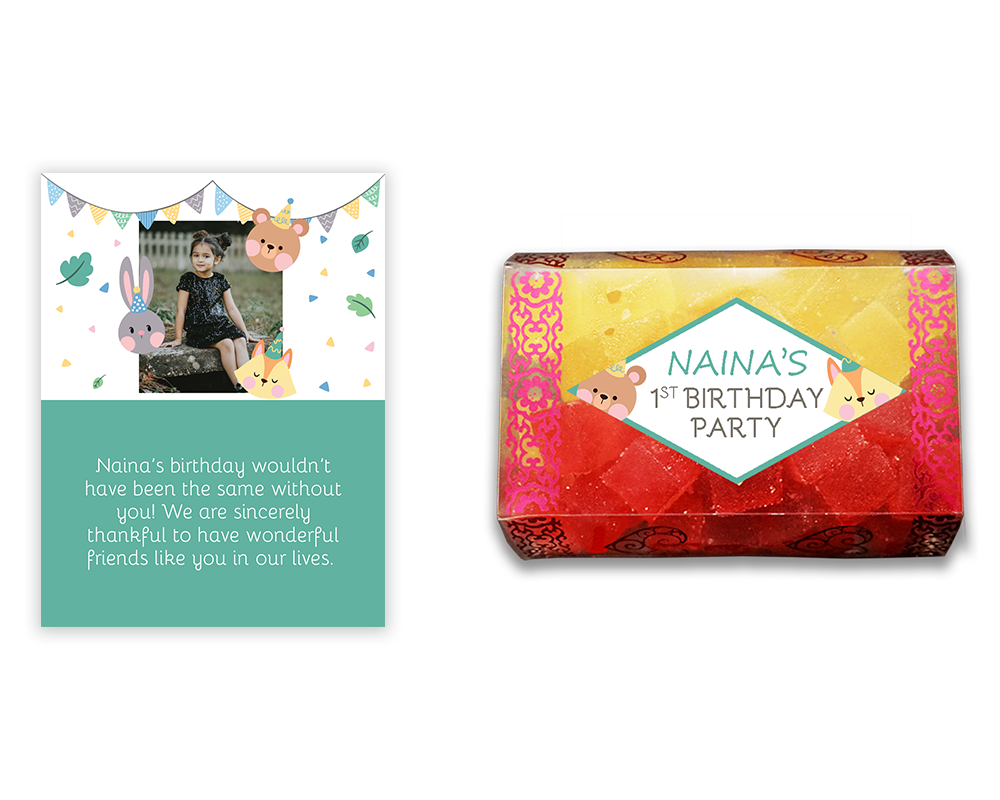 Naina's birthday wouldn't
have been the same without
you! We are sincerely
thankful to have wonderful
friends like you in our lives.
NAINA'S
1ST BIRTHDAY
PARTY